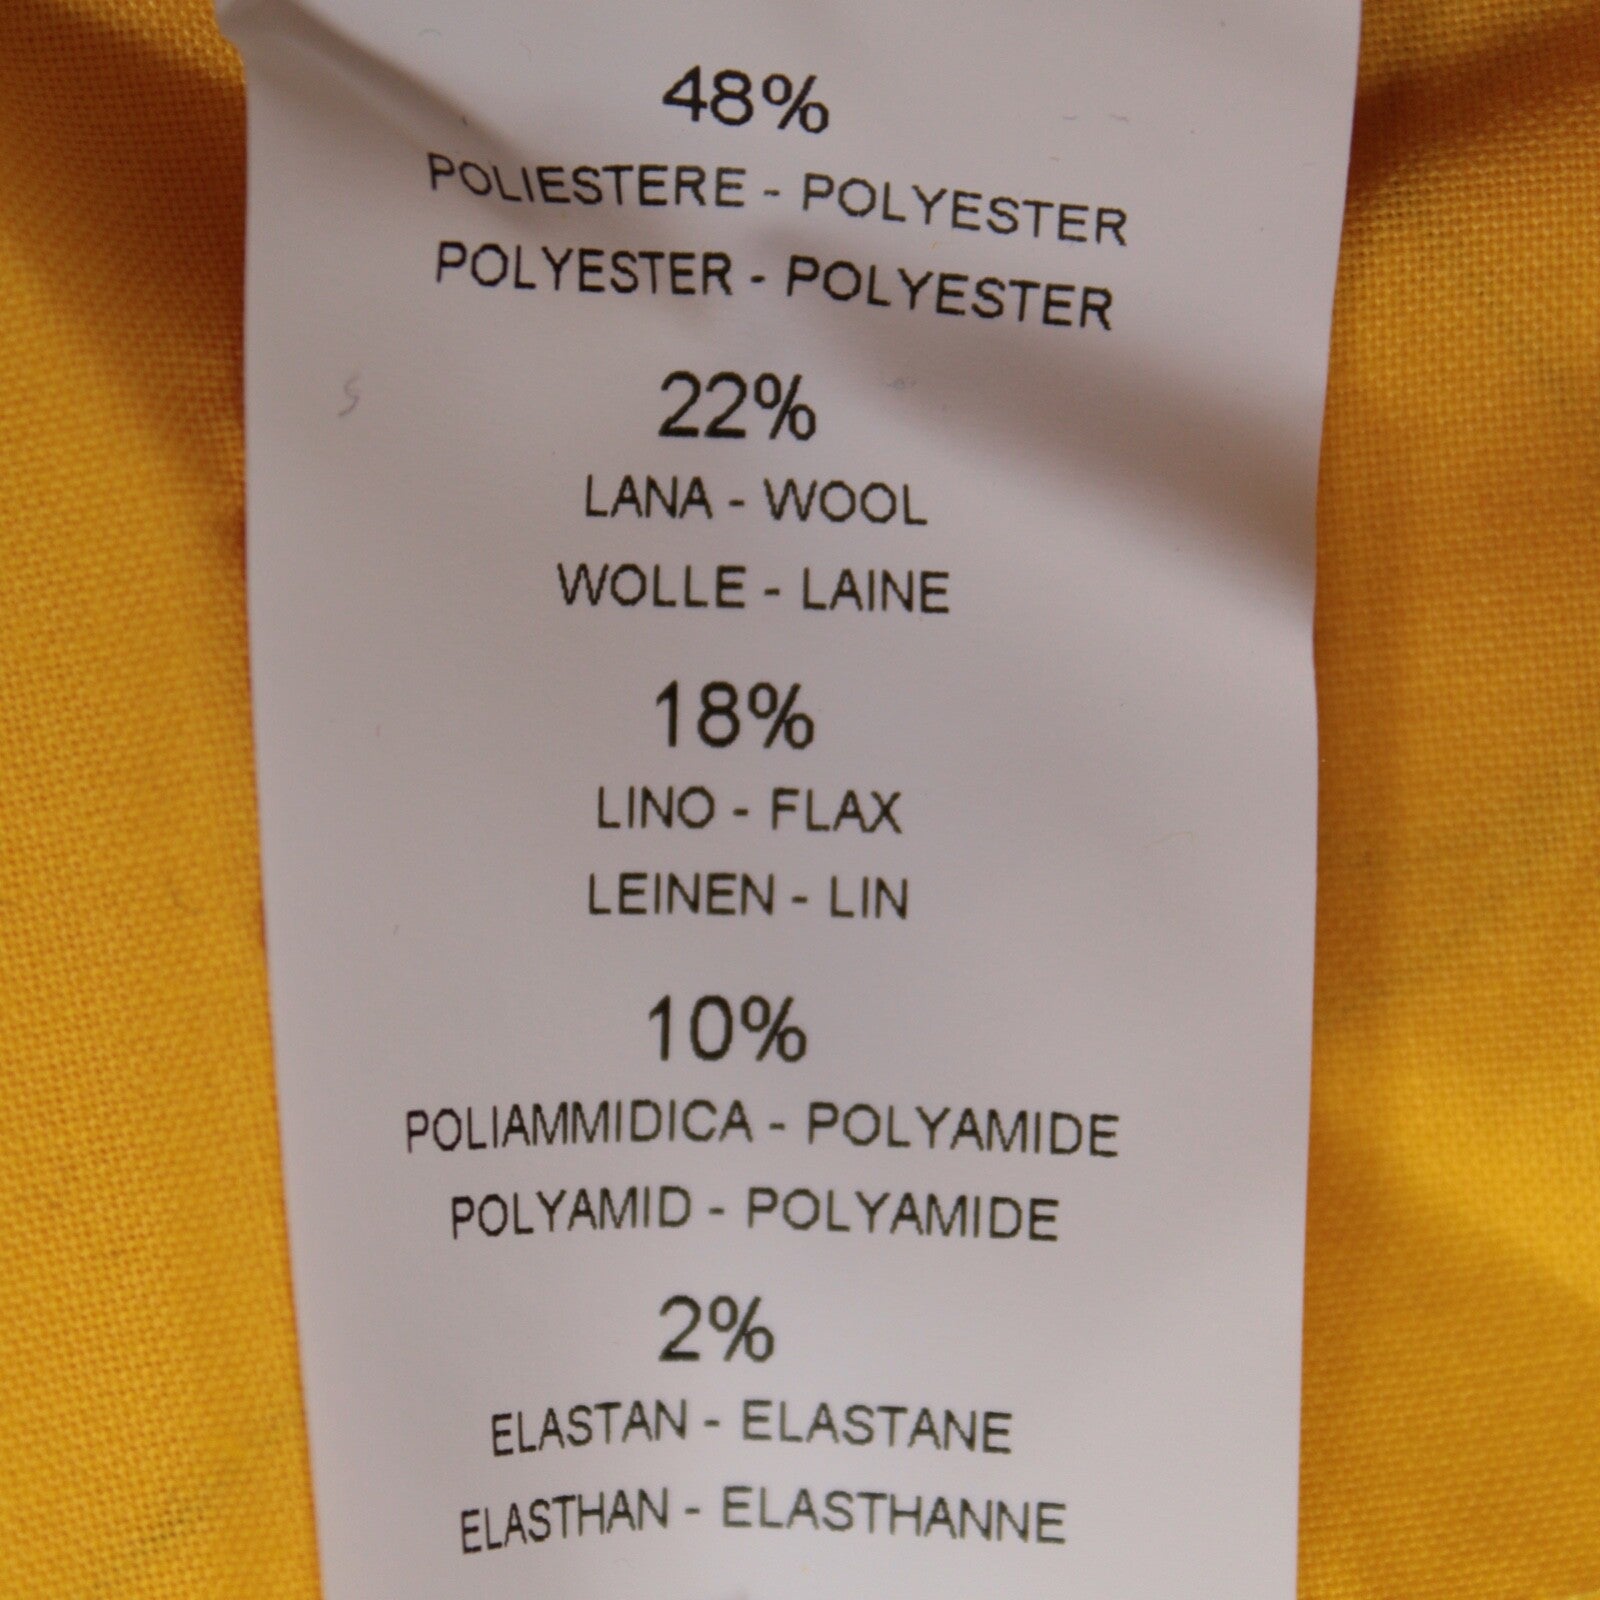 48%
POLIESTERE - POLYESTER
POLYESTER - POLYESTER
22%
LANA - WOOL
WOLLE - LAINE
18%
LINO - FLAX
LEINEN - LIN
10%
POLIAMMIDICA - POLYAMIDE
POLYAMID - POLYAMIDE
2%
ELASTAN - ELASTANE
ELASTHAN - ELASTHANNE